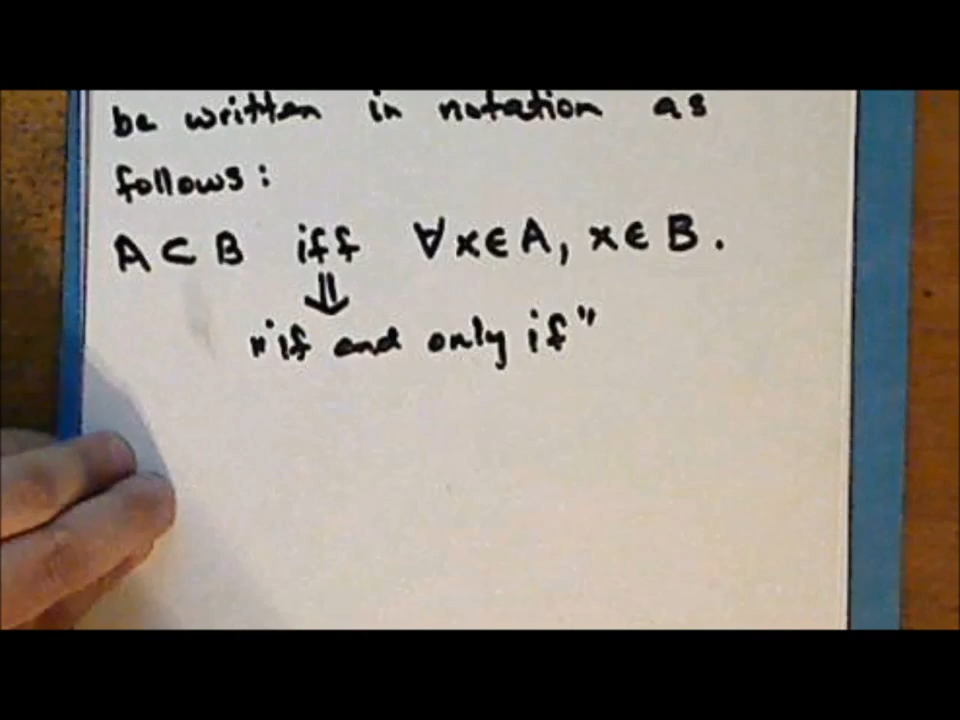 be written in notation as
follows:
A ⊂ B iff ∀x∈A, x∈B.
⇓
"if and only if"